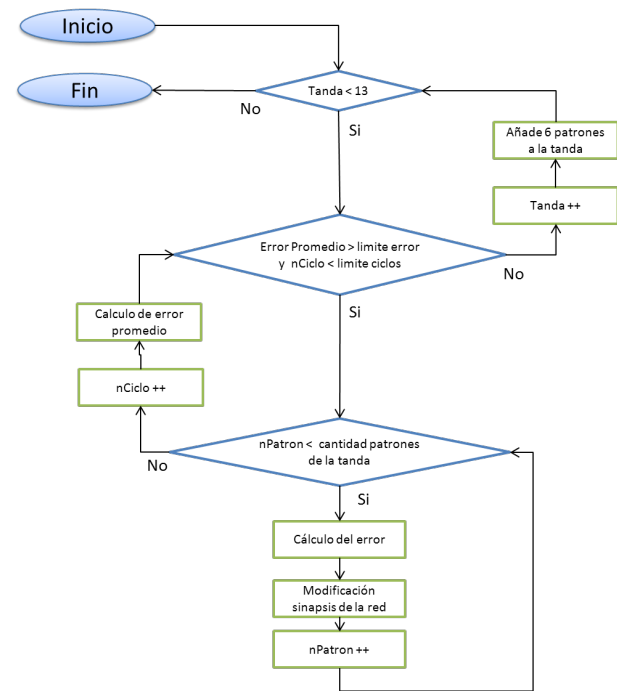 Inicio
Fin
Tanda < 13
No
Si
Añade 6 patrones
a la tanda
Tanda ++
Error Promedio > limite error
y nCiclo < limite ciclos
No
Si
Calculo de error
promedio
nCiclo ++
nPatron < cantidad patrones
de la tanda
No
Si
Cálculo del error
Modificación
sinapsis de la red
nPatron ++